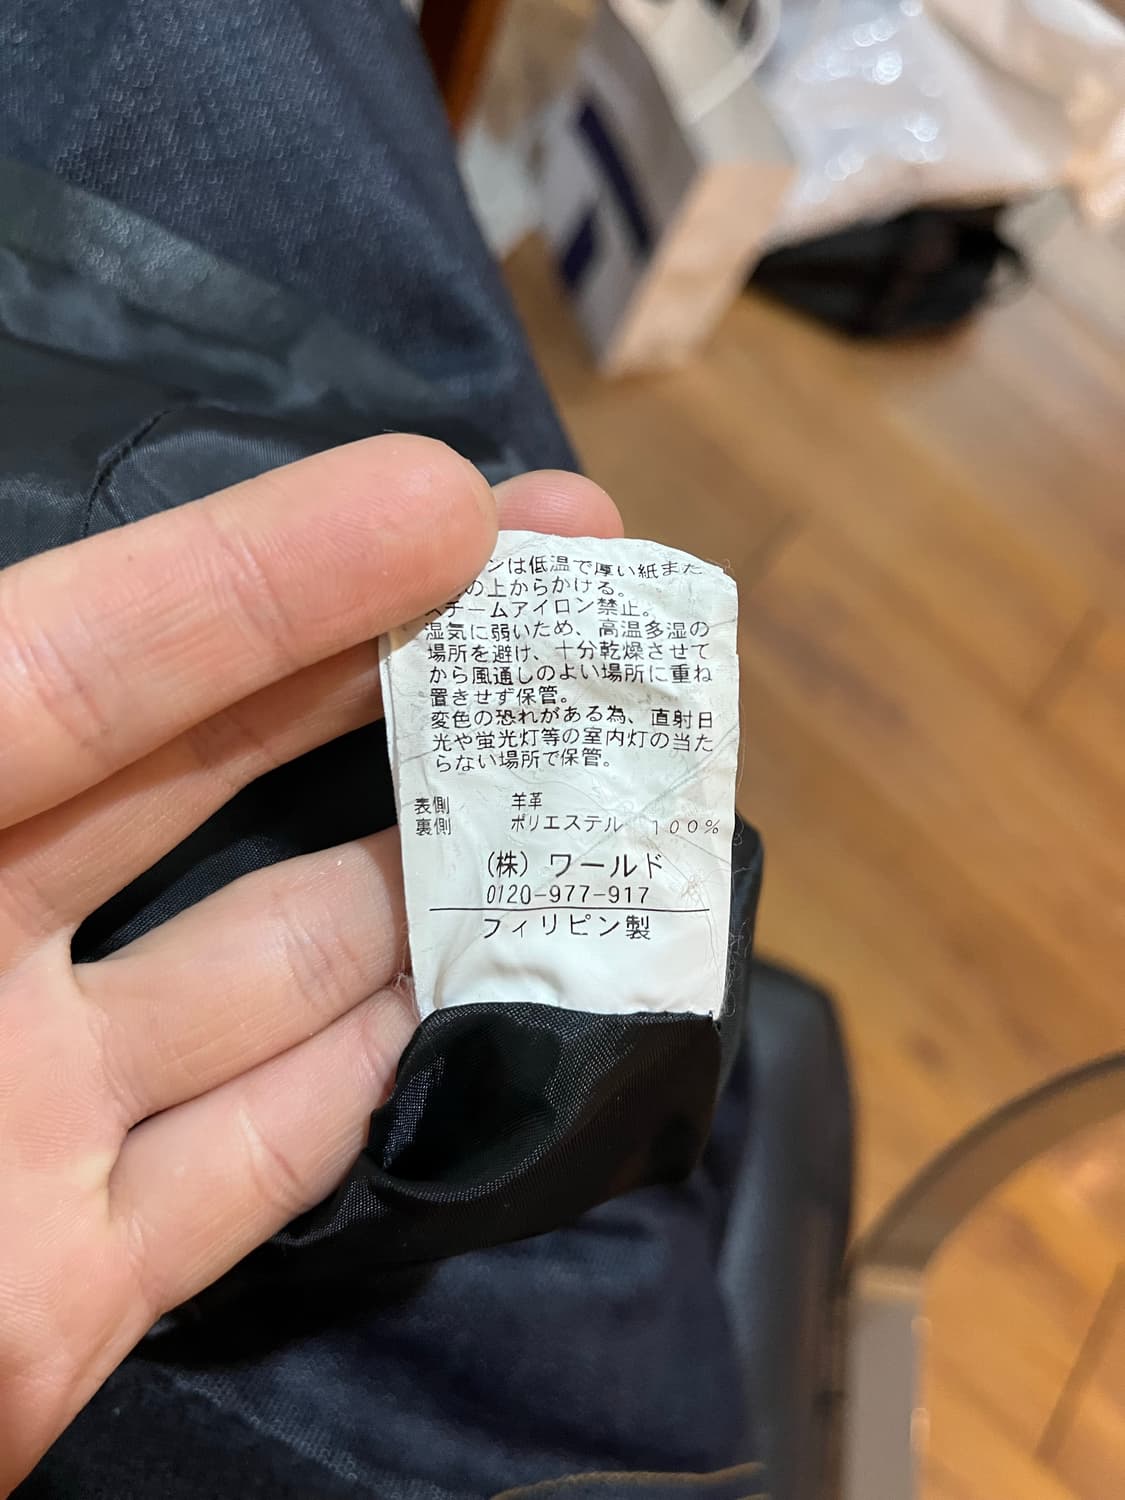 ンは低温で厚い紙また
の上からかける。
スチームアイロン禁止。
湿気に弱いため、高温多湿の
場所を避け、十分乾燥させて
から風通しのよい場所に重ね
置きせず保管。
変色の恐れがある為、直射日
光や蛍光灯等の室内灯の当た
らない場所で保管。
表側 羊革
裏側 ポリエステル 100%
(株) ワールド
0120-977-917
フィリピン製